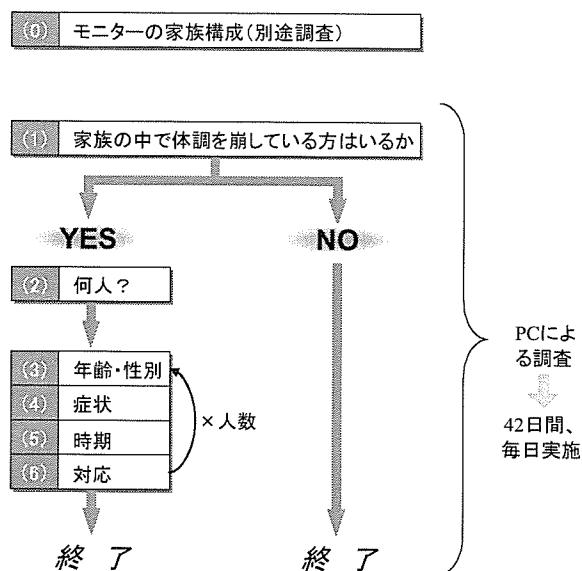 (0) モニターの家族構成(別途調査)
(1) 家族の中で体調を崩している方はいるか
YES
NO
(2) 何人?
(3) 年齢・性別
(4) 症状
(5) 時期
(6) 対応
×人数
終 了
終 了
PCによ
る調査
42日間、
毎日実施